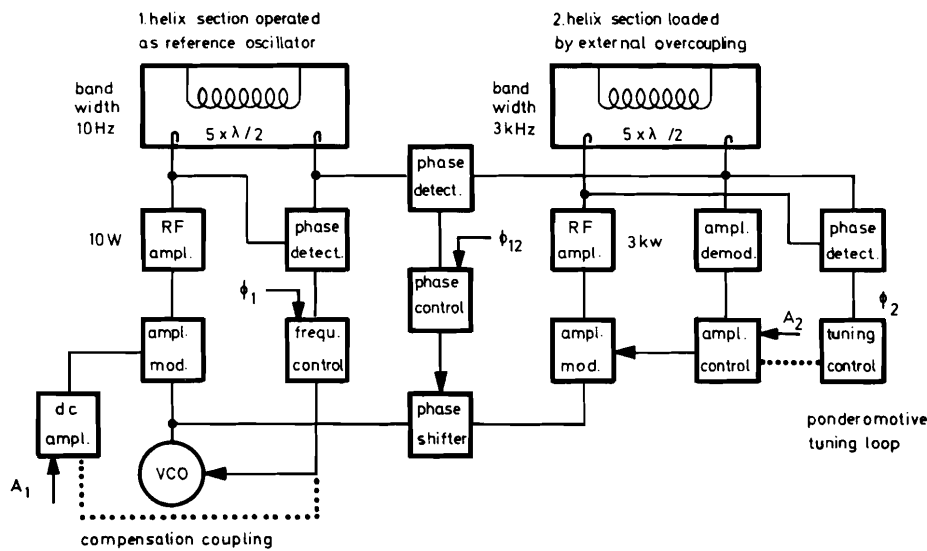 1. helix section operated
as reference oscillator
2. helix section loaded
by external overcoupling
band
width
10Hz
5 x λ/2
band
width
3kHz
5 x λ /2
phase
detect.
10W
RF
ampl.
phase
detect.
RF
ampl.
3kw
ampl.
demod.
phase
detect.
ϕ12
phase
control
ϕ1
ϕ2
A2
ampl.
mod.
frequ.
control
ampl.
mod.
ampl.
control
tuning
control
dc
ampl.
phase
shifter
ponderomotive
tuning loop
VCO
A1
compensation coupling